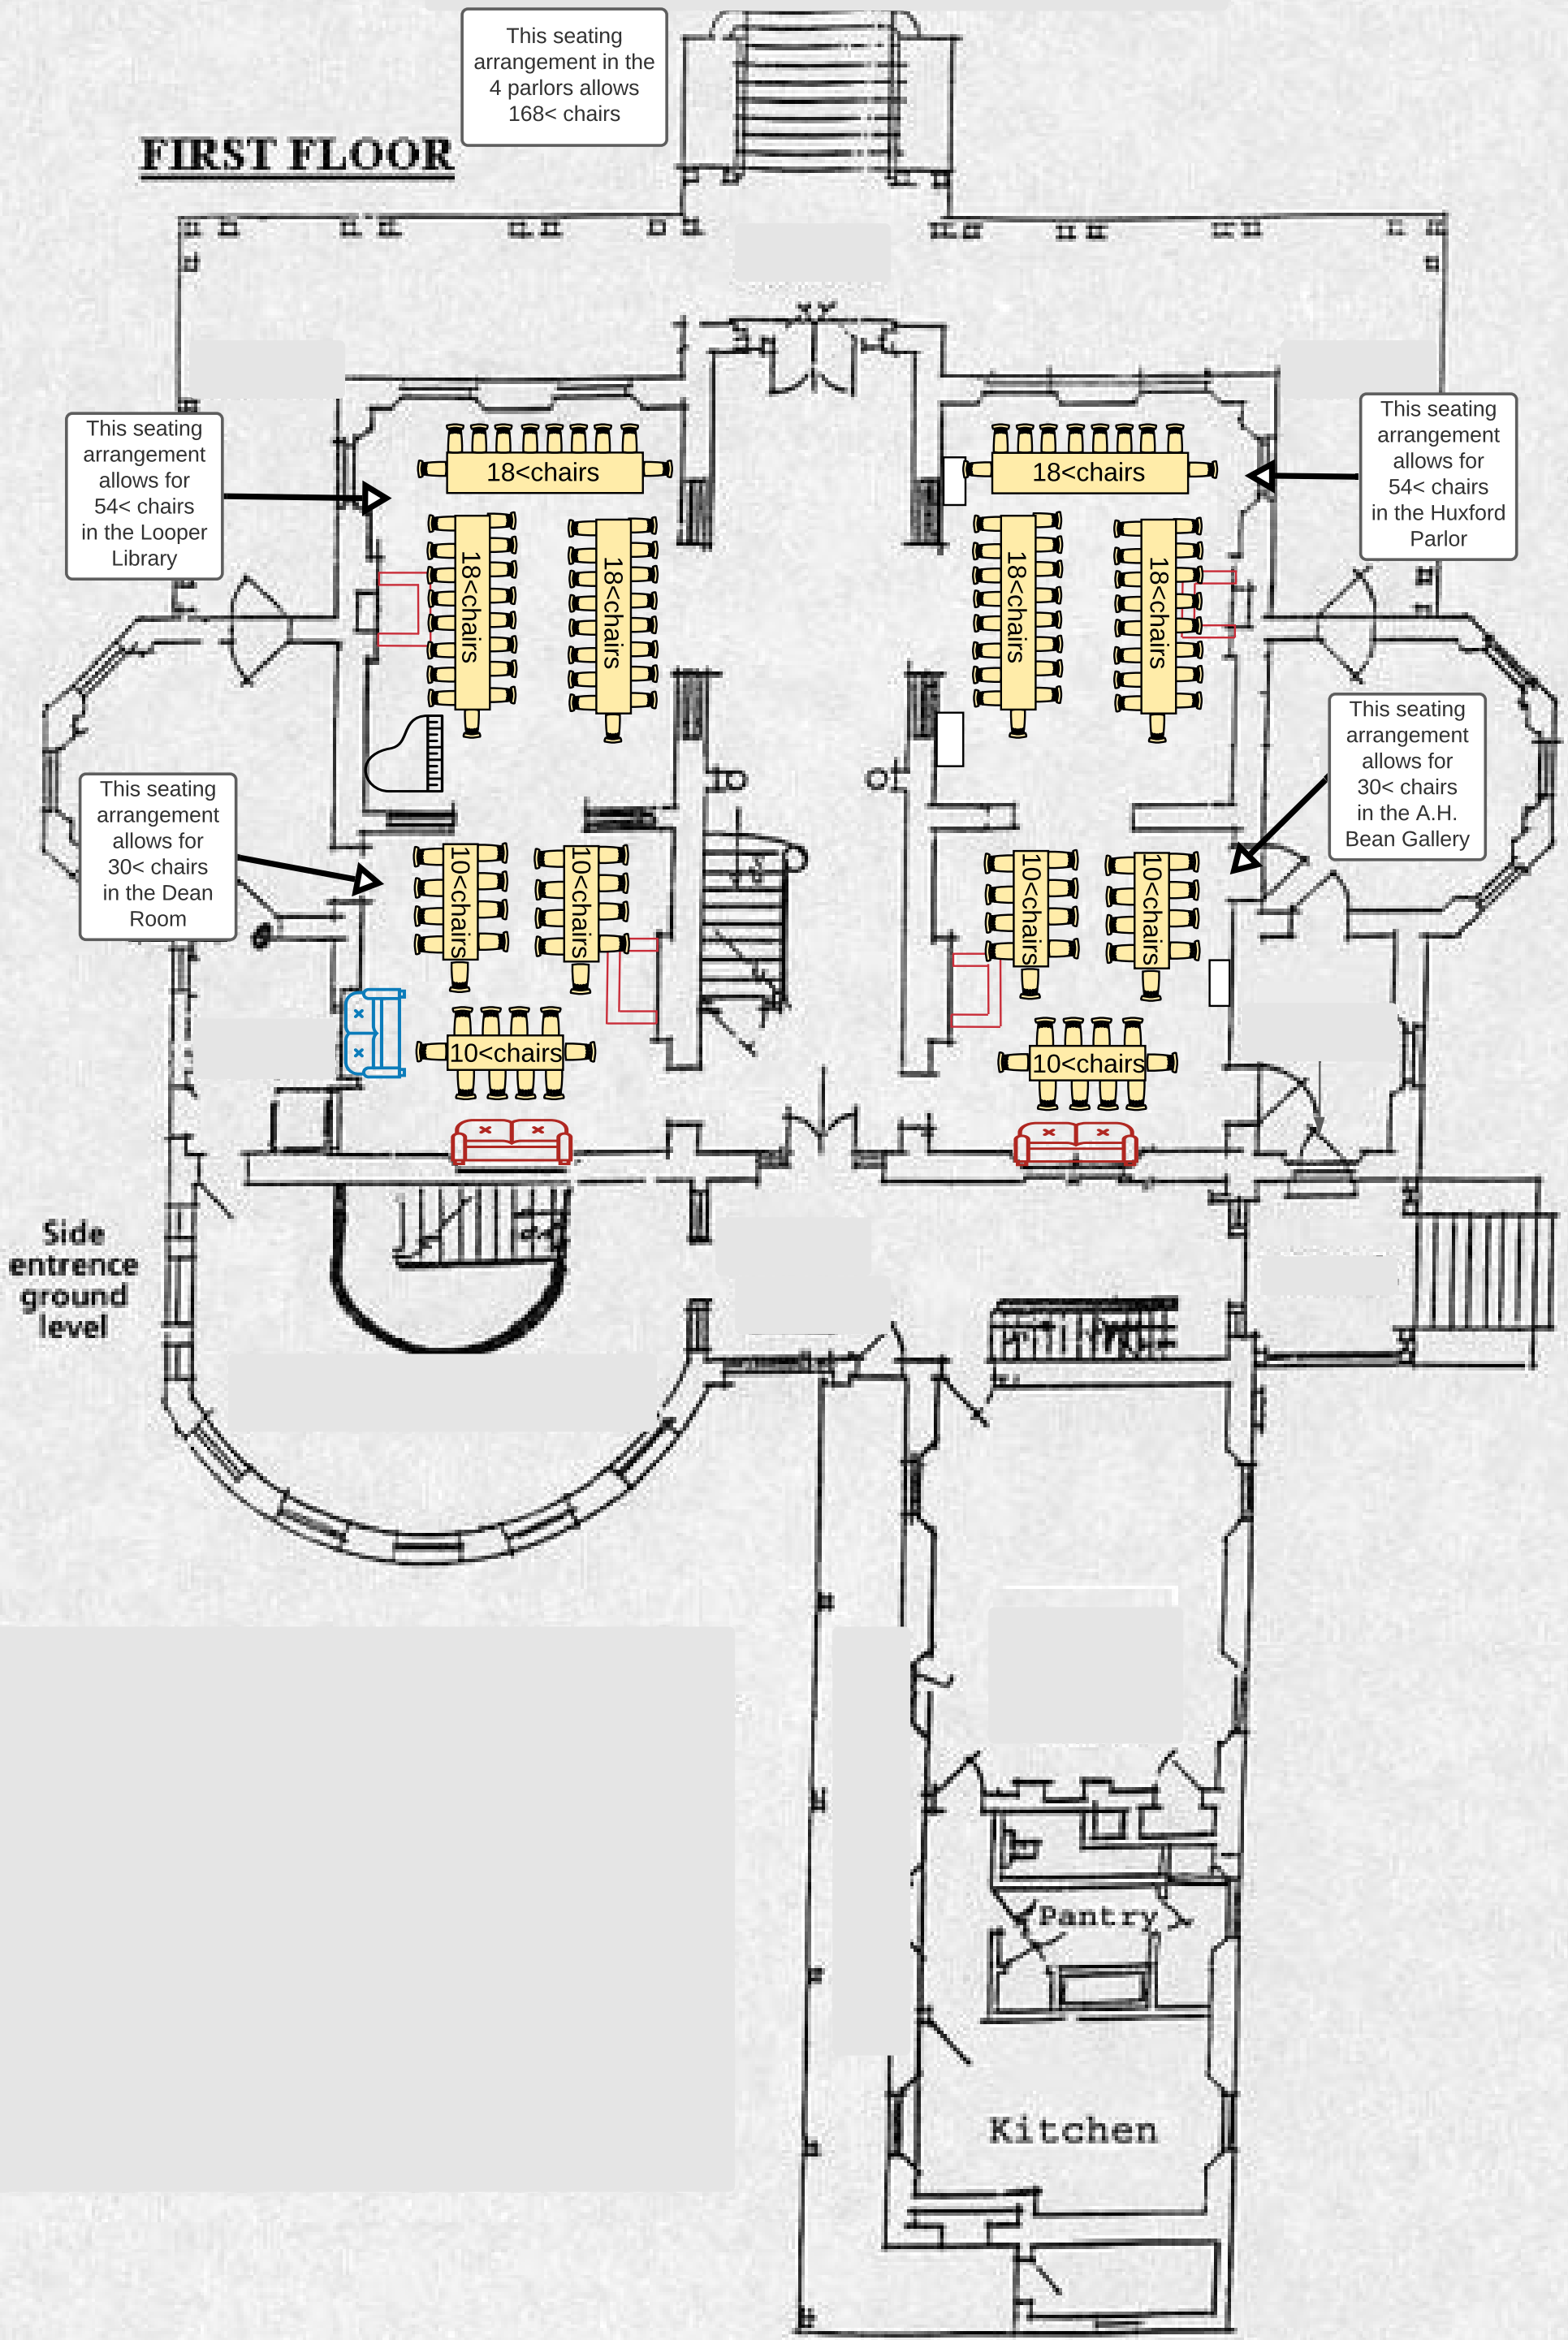 This seating
arrangement in the
4 parlors allows
168< chairs
FIRST FLOOR
This seating
arrangement
allows for
54< chairs
in the Looper
Library
18<chairs
18<chairs
This seating
arrangement
allows for
54< chairs
in the Huxford
Parlor
18<chairs
18<chairs
18<chairs
18<chairs
This seating
arrangement
allows for
30< chairs
in the A.H.
Bean Gallery
This seating
arrangement
allows for
30< chairs
in the Dean
Room
10<chairs
10<chairs
10<chairs
10<chairs
10<chairs
10<chairs
Side
entrence
ground
level
Pantry
Kitchen